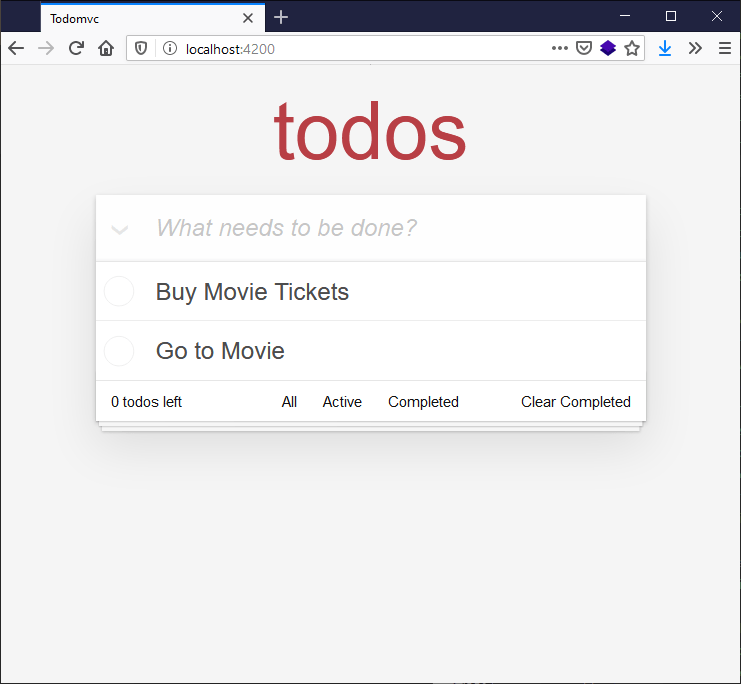 Todomvc
localhost:4200
todos
What needs to be done?
Buy Movie Tickets
Go to Movie
0 todos left All Active Completed Clear Completed